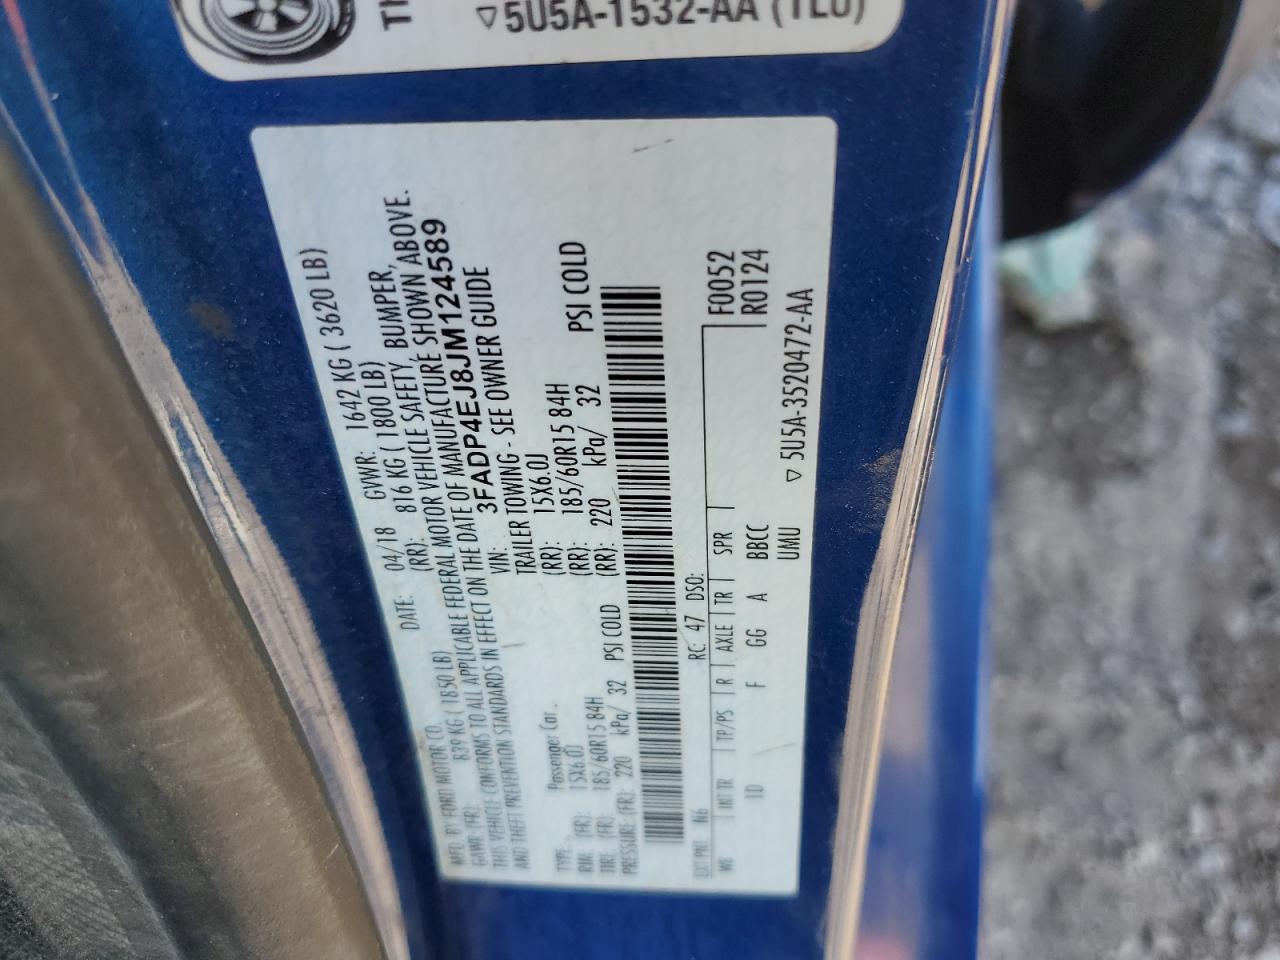 TI
▽5U5A-1532-AA (TL0)
MFD. BY FORD MOTOR CO.
DATE: 04/18 GVWR: 1642 KG ( 3620 LB)
GAWR (FR): 839 KG ( 1850 LB) (RR): 816 KG ( 1800 LB)
THIS VEHICLE CONFORMS TO ALL APPLICABLE FEDERAL MOTOR VEHICLE SAFETY, BUMPER,
AND THEFT PREVENTION STANDARDS IN EFFECT ON THE DATE OF MANUFACTURE SHOWN ABOVE.
VIN: 3FADP4EJ8JM124589
TYPE: Passenger Car. TRAILER TOWING - SEE OWNER GUIDE
RIM: (FR): 15X6.0J (RR): 15X6.0J
TIRE: (FR): 185/60R15 84H (RR): 185/60R15 84H
PRESSURE: (FR): 220 kPa/ 32 PSI COLD (RR): 220 kPa/ 32 PSI COLD
EXT PNT: N6 RC: 47 DSO: F0052
WB INT TR TP/PS R AXLE TR SPR R0124
1D F GG A BBCC
UMU ▽5U5A-3520472-AA